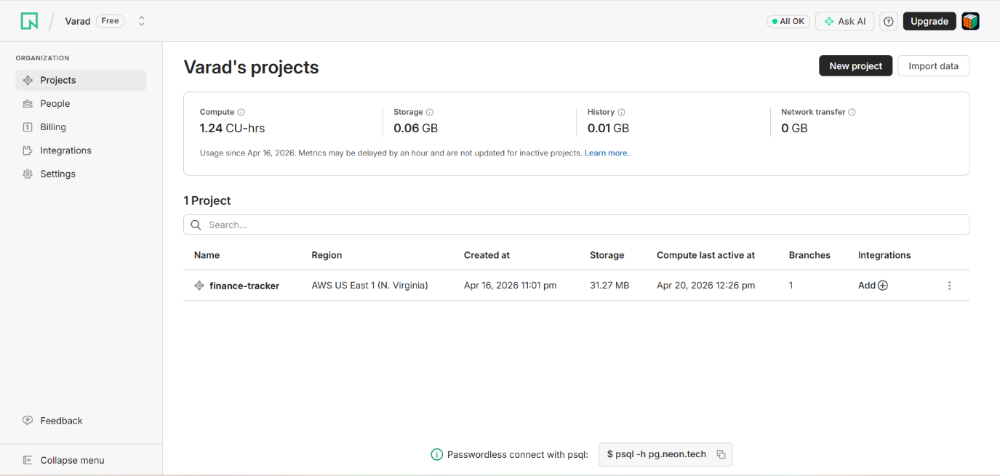 Varad Free
All OK
Ask AI
Upgrade
ORGANIZATION
Projects
People
Billing
Integrations
Settings
Feedback
Collapse menu
Varad's projects
New project
Import data
Compute
1.24 CU-hrs
Storage
0.06 GB
History
0.01 GB
Network transfer
0 GB
Usage since Apr 16, 2026. Metrics may be delayed by an hour and are not updated for inactive projects. Learn more.
1 Project
Search...
Name Region Created at Storage Compute last active at Branches Integrations
finance-tracker AWS US East 1 (N. Virginia) Apr 16, 2026 11:01 pm 31.27 MB Apr 20, 2026 12:26 pm 1 Add
Passwordless connect with psql: $ psql -h pg.neon.tech